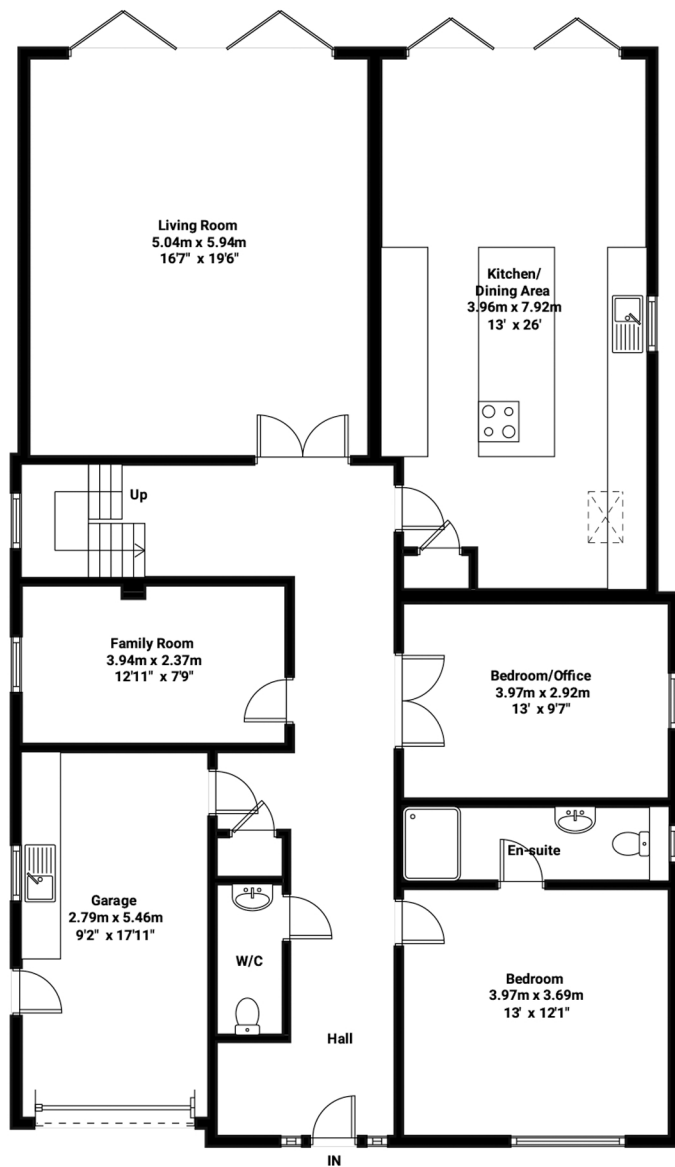 Living Room
5.04m x 5.94m
16'7" x 19'6"
Kitchen/
Dining Area
3.96m x 7.92m
13' x 26'
Up
Family Room
3.94m x 2.37m
12'11" x 7'9"
Bedroom/Office
3.97m x 2.92m
13' x 9'7"
En-suite
Garage
2.79m x 5.46m
9'2" x 17'11"
W/C
Bedroom
3.97m x 3.69m
13' x 12'1"
Hall
IN